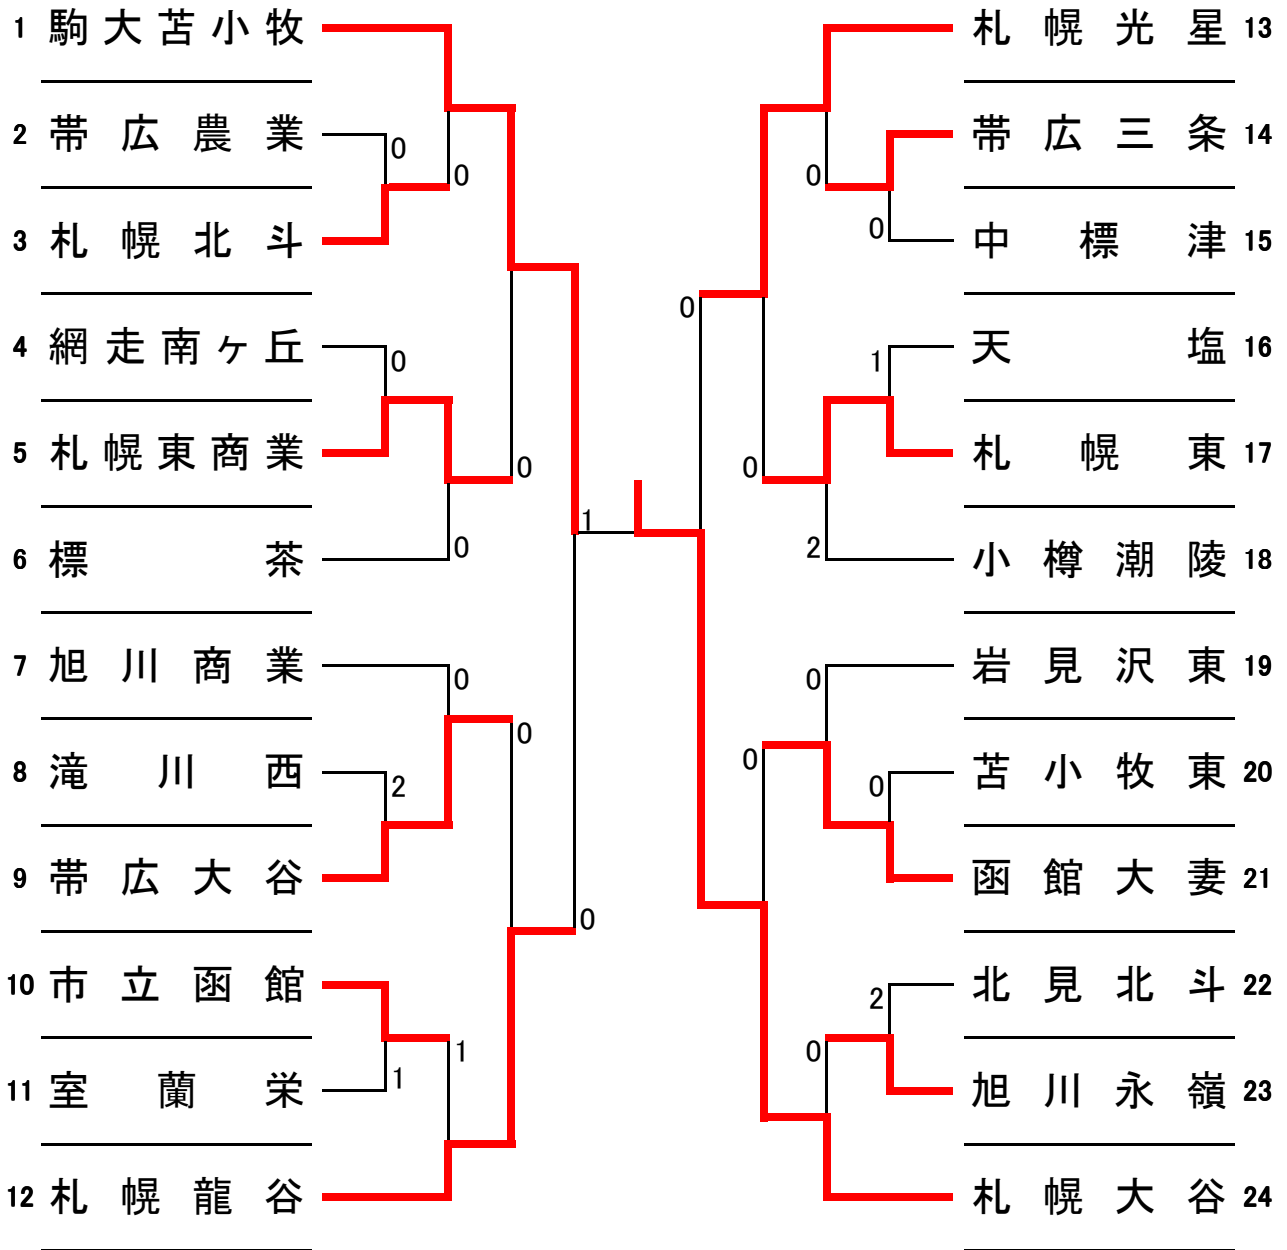 1 駒大苫小牧
2 帯広農業
3 札幌北斗
4 網走南ヶ丘
5 札幌東商業
6 標茶
7 旭川商業
8 滝川西
9 帯広大谷
10 市立函館
11 室蘭栄
12 札幌龍谷
0
0
0
0
0
0
2
0
1
1
1
0
札幌光星 13
帯広三条 14
中標津 15
天塩 16
札幌東 17
小樽潮陵 18
岩見沢東 19
苫小牧東 20
函館大妻 21
北見北斗 22
旭川永嶺 23
札幌大谷 24
0
0
0
1
0
2
0
0
0
2
0